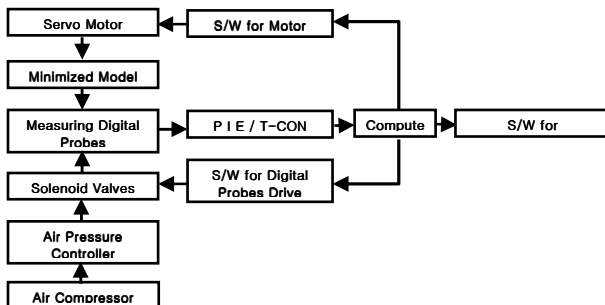 Servo Motor
S/W for Motor
Minimized Model
Measuring Digital
Probes
P I E / T-CON
Compute
S/W for
S/W for Digital
Probes Drive
Solenoid Valves
Air Pressure
Controller
Air Compressor